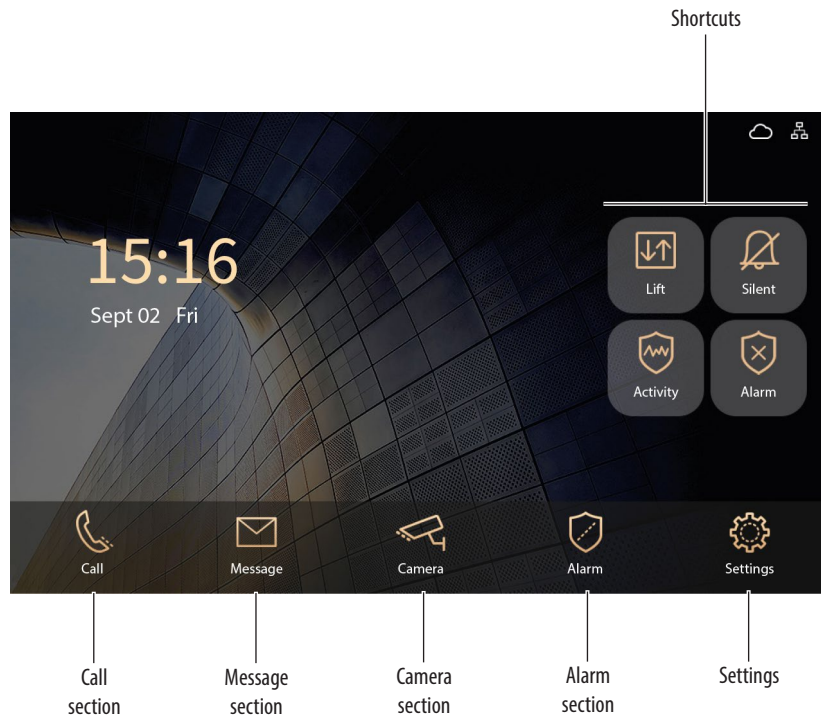 Shortcuts
15:16
Sept 02 Fri
Lift
Silent
Activity
Alarm
Call
Message
Camera
Alarm
Settings
Call
section
Message
section
Camera
section
Alarm
section
Settings